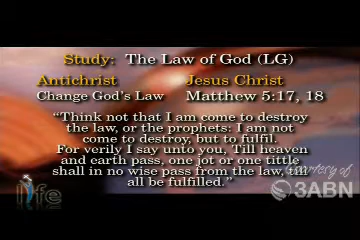 Study: The Law of God (LG)
Antichrist Jesus Christ
Change God's Law Matthew 5:17, 18
"Think not that I am come to destroy
the law, or the prophets: I am not
come to destroy, but to fulfil.
For verily I say unto you, Till heaven
and earth pass, one jot or one tittle
shall in no wise pass from the law, till
all be fulfilled."
life
Courtesy of
3ABN